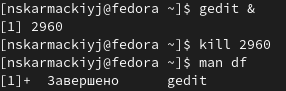 [nskarmackiyj@fedora ~]$ gedit &
[1] 2960
[nskarmackiyj@fedora ~]$ kill 2960
[nskarmackiyj@fedora ~]$ man df
[1]+  Завершено      gedit